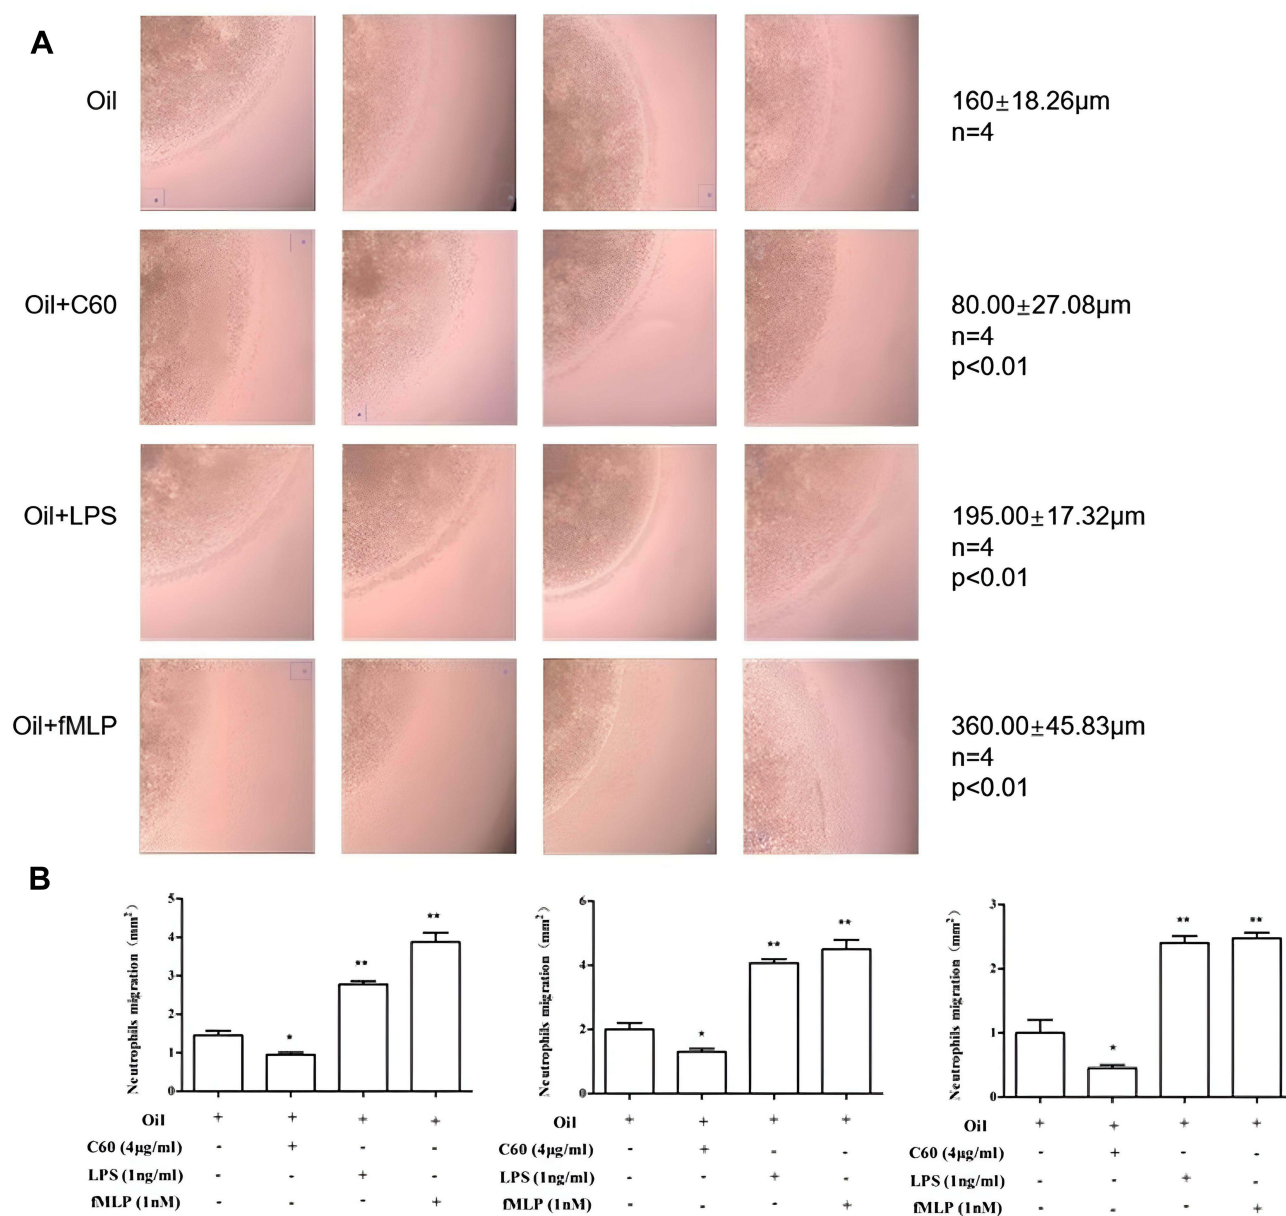 A
Oil
160±18.26µm
n=4
Oil+C60
80.00±27.08µm
n=4
p<0.01
Oil+LPS
195.00±17.32µm
n=4
p<0.01
Oil+fMLP
360.00±45.83µm
n=4
p<0.01
B
Neutrophils migration (mm²)
5
4
3
2
1
0
*
**
**
Oil + + + +
C60 (4µg/ml) - + - -
LPS (1ng/ml) - - + -
fMLP (1nM) - - - +
Neutrophils migration (mm²)
6
4
2
0
*
**
**
Oil + + + +
C60 (4µg/ml) - + - -
LPS (1ng/ml) - - + -
fMLP (1nM) - - - +
Neutrophils migration (mm²)
3
2
1
0
*
**
**
Oil + + + +
C60 (4µg/ml) - + - -
LPS (1ng/ml) - - + -
fMLP (1nM) - - - +